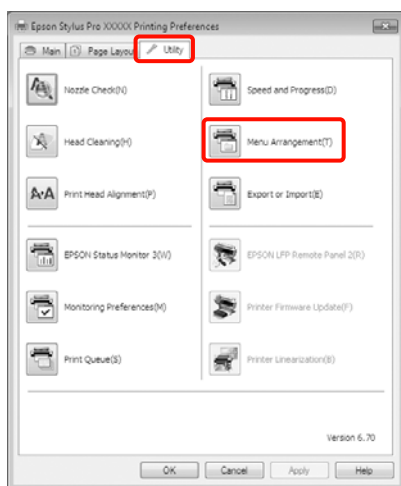 Epson Stylus Pro XXXXX Printing Preferences
Main Page Layou Utility
Nozzle Check(N)
Speed and Progress(D)
Head Cleaning(H)
Menu Arrangement(T)
Print Head Alignment(P)
Export or Import(E)
EPSON Status Monitor 3(W)
EPSON LFP Remote Panel 2(R)
Monitoring Preferences(M)
Printer Firmware Update(F)
Print Queue(S)
Printer Linearization(B)
Version 6.70
OK Cancel Apply Help